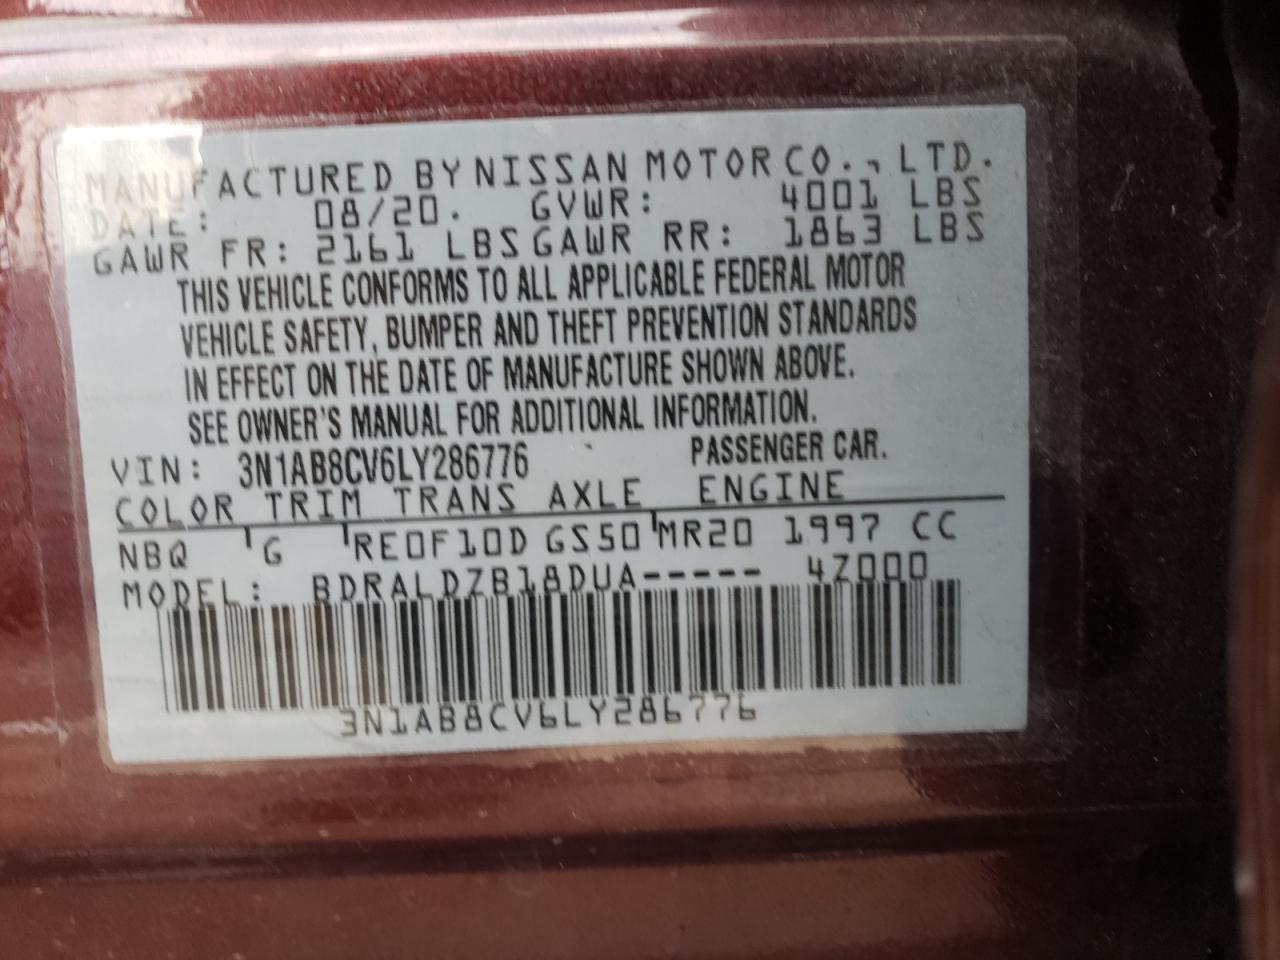 MANUFACTURED BY NISSAN MOTOR CO., LTD.
DATE: 08/20. GVWR: 4001 LBS
GAWR FR: 2161 LBS GAWR RR: 1863 LBS
THIS VEHICLE CONFORMS TO ALL APPLICABLE FEDERAL MOTOR
VEHICLE SAFETY, BUMPER AND THEFT PREVENTION STANDARDS
IN EFFECT ON THE DATE OF MANUFACTURE SHOWN ABOVE.
SEE OWNER'S MANUAL FOR ADDITIONAL INFORMATION.
VIN: 3N1AB8CV6LY286776 PASSENGER CAR.
COLOR TRIM TRANS AXLE ENGINE
NBQ G RE0F10D GS50 MR20 1997 CC
MODEL: BDRALDZB18DUA----- 4Z000
3N1AB8CV6LY286776